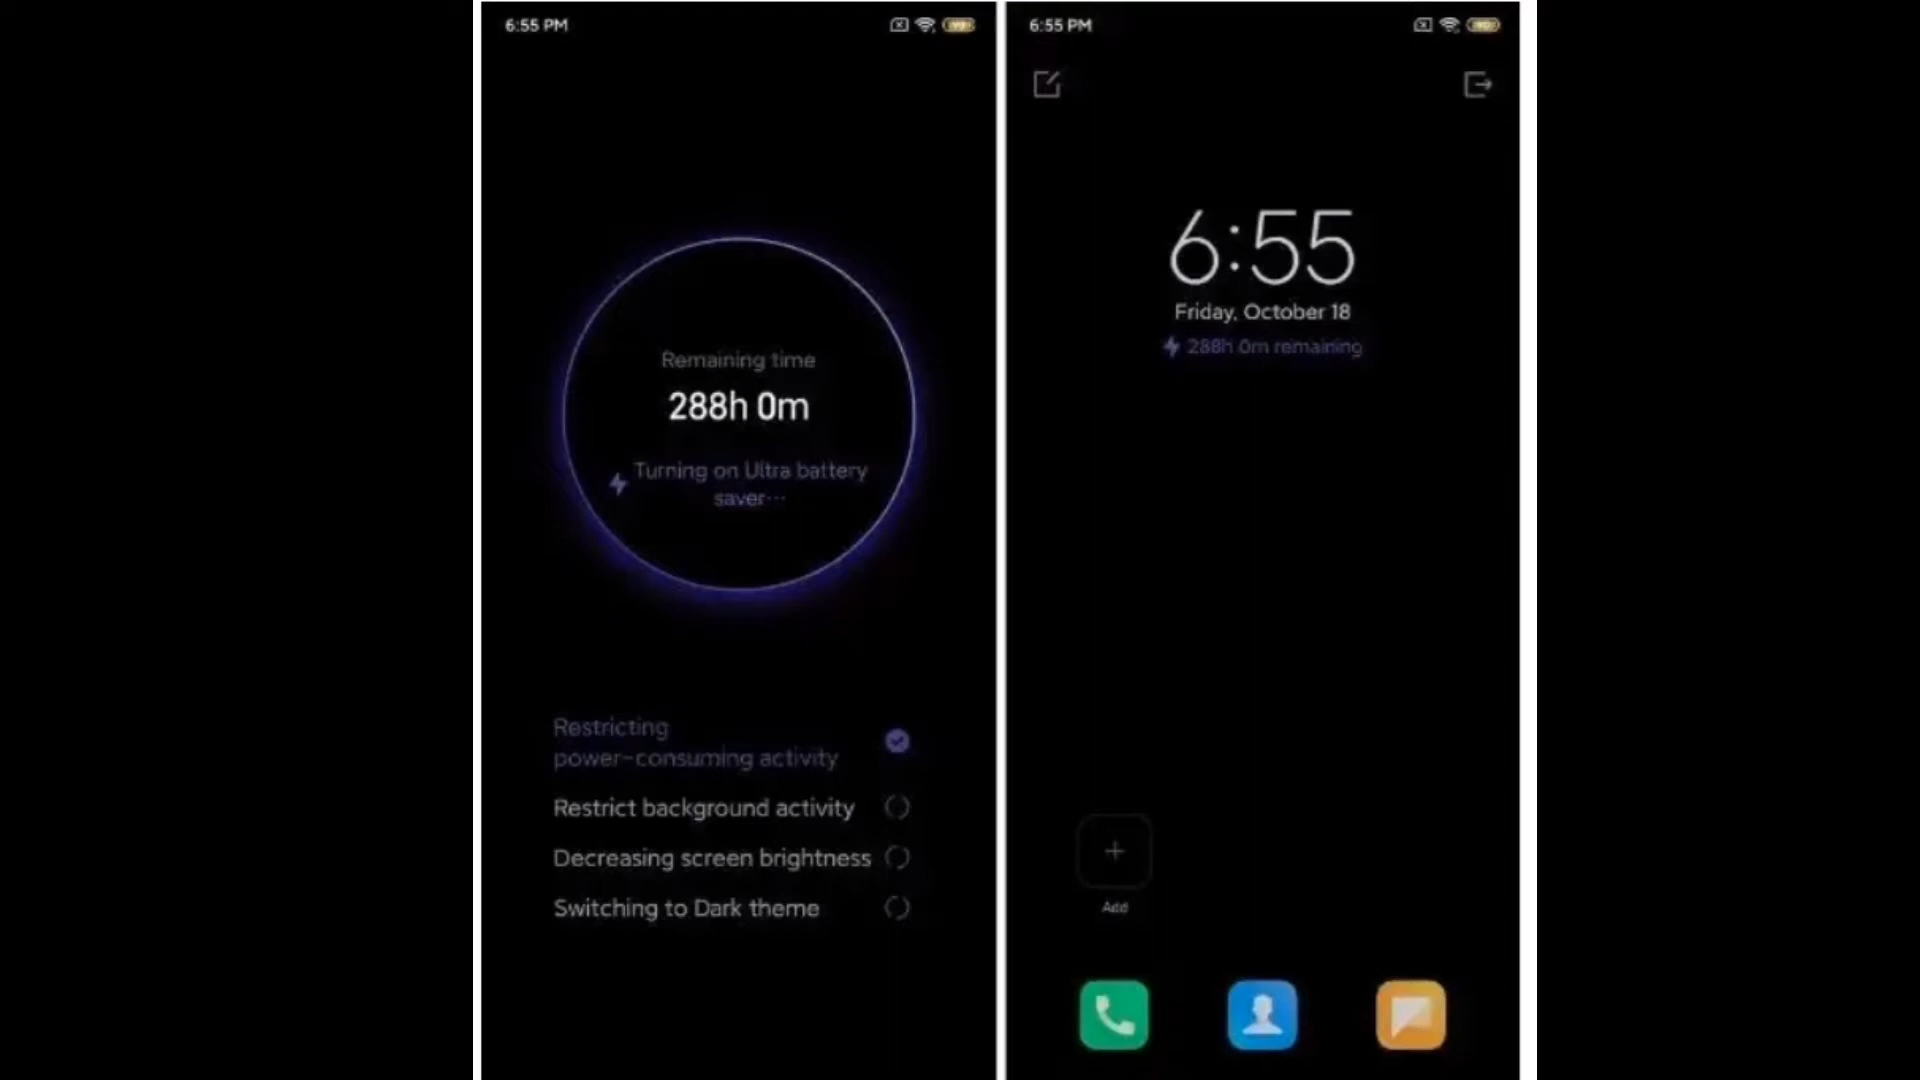 6:55 PM
Remaining time
288h 0m
Turning on Ultra battery
saver…
Restricting
power-consuming activity
Restrict background activity
Decreasing screen brightness
Switching to Dark theme
6:55 PM
6:55
Friday, October 18
288h 0m remaining
Add